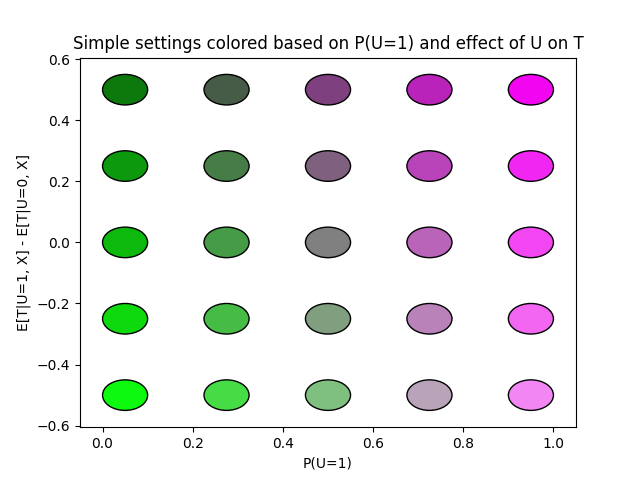 Simple settings colored based on P(U=1) and effect of U on T
E[T|U=1, X] - E[T|U=0, X]
0.6
0.4
0.2
0.0
−0.2
−0.4
−0.6
0.0 0.2 0.4 0.6 0.8 1.0
P(U=1)